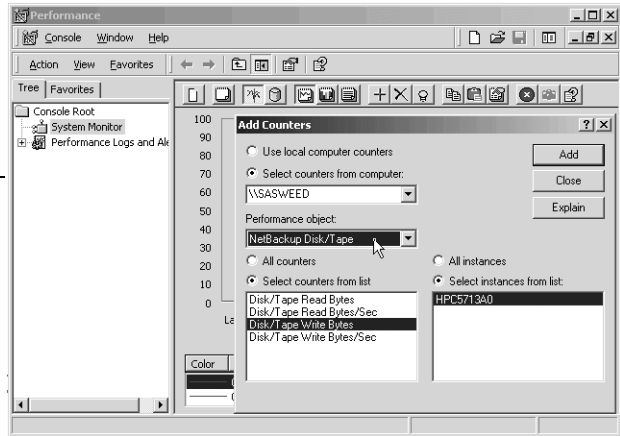 Performance
Console Window Help
Action View Favorites
Tree Favorites
Console Root
System Monitor
Performance Logs and Ale
100
90
80
70
60
50
40
30
20
10
0
La
Color
Add Counters
Use local computer counters
Select counters from computer:
\\SASWEED
Performance object:
NetBackup Disk/Tape
All counters
Select counters from list
Disk/Tape Read Bytes
Disk/Tape Read Bytes/Sec
Disk/Tape Write Bytes
Disk/Tape Write Bytes/Sec
All instances
Select instances from list:
HPC5713A0
Add
Close
Explain